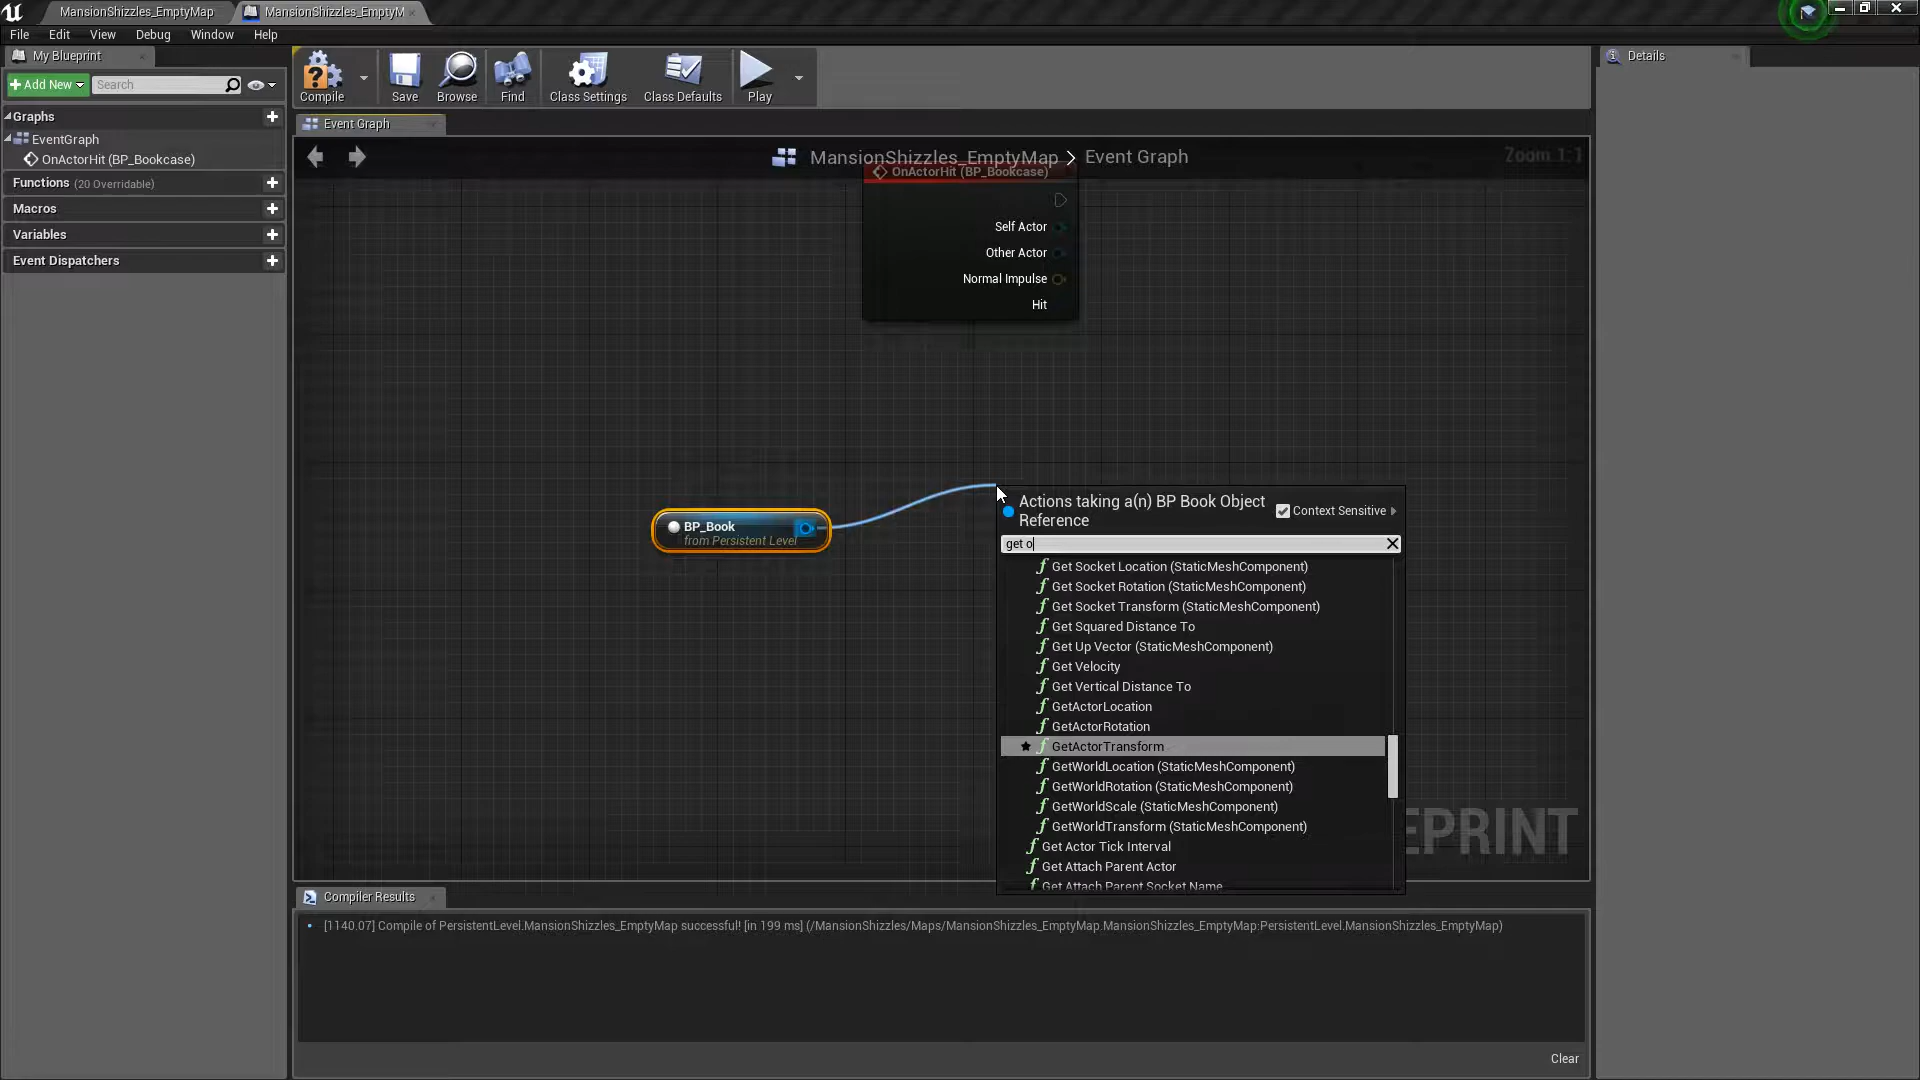 MansionShizzles_EmptyMap
MansionShizzles_EmptyM
File Edit View Debug Window Help
My Blueprint
Add New
Search
Graphs
EventGraph
OnActorHit (BP_Bookcase)
Functions (20 Overridable)
Macros
Variables
Event Dispatchers
Compile
Save
Browse
Find
Class Settings
Class Defaults
Play
Details
Event Graph
MansionShizzles_EmptyMap > Event Graph
Zoom 1:1
OnActorHit (BP_Bookcase)
Self Actor
Other Actor
Normal Impulse
Hit
BP_Book
from Persistent Level
Actions taking a(n) BP Book Object
Reference
Context Sensitive
get o
Get Socket Location (StaticMeshComponent)
Get Socket Rotation (StaticMeshComponent)
Get Socket Transform (StaticMeshComponent)
Get Squared Distance To
Get Up Vector (StaticMeshComponent)
Get Velocity
Get Vertical Distance To
GetActorLocation
GetActorRotation
GetActorTransform
GetWorldLocation (StaticMeshComponent)
GetWorldRotation (StaticMeshComponent)
GetWorldScale (StaticMeshComponent)
GetWorldTransform (StaticMeshComponent)
Get Actor Tick Interval
Get Attach Parent Actor
Get Attach Parent Socket Name
EPRINT
Compiler Results
[1140.07] Compile of PersistentLevel.MansionShizzles_EmptyMap successful! [in 199 ms] (/MansionShizzles/Maps/MansionShizzles_EmptyMap.MansionShizzles_EmptyMap:PersistentLevel.MansionShizzles_EmptyMap)
Clear